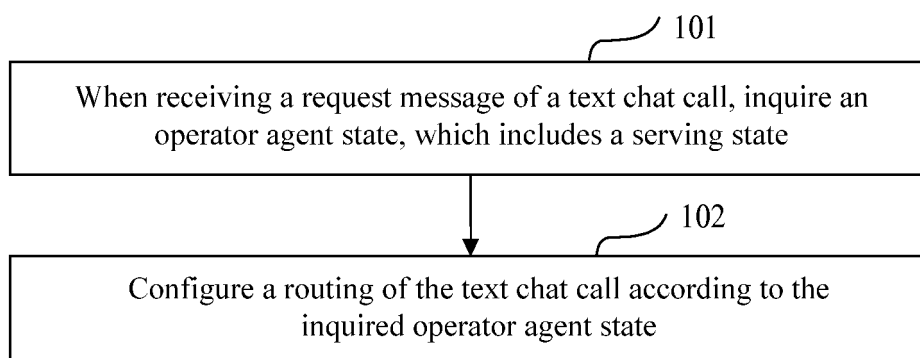 101
When receiving a request message of a text chat call, inquire an
operator agent state, which includes a serving state
102
Configure a routing of the text chat call according to the
inquired operator agent state